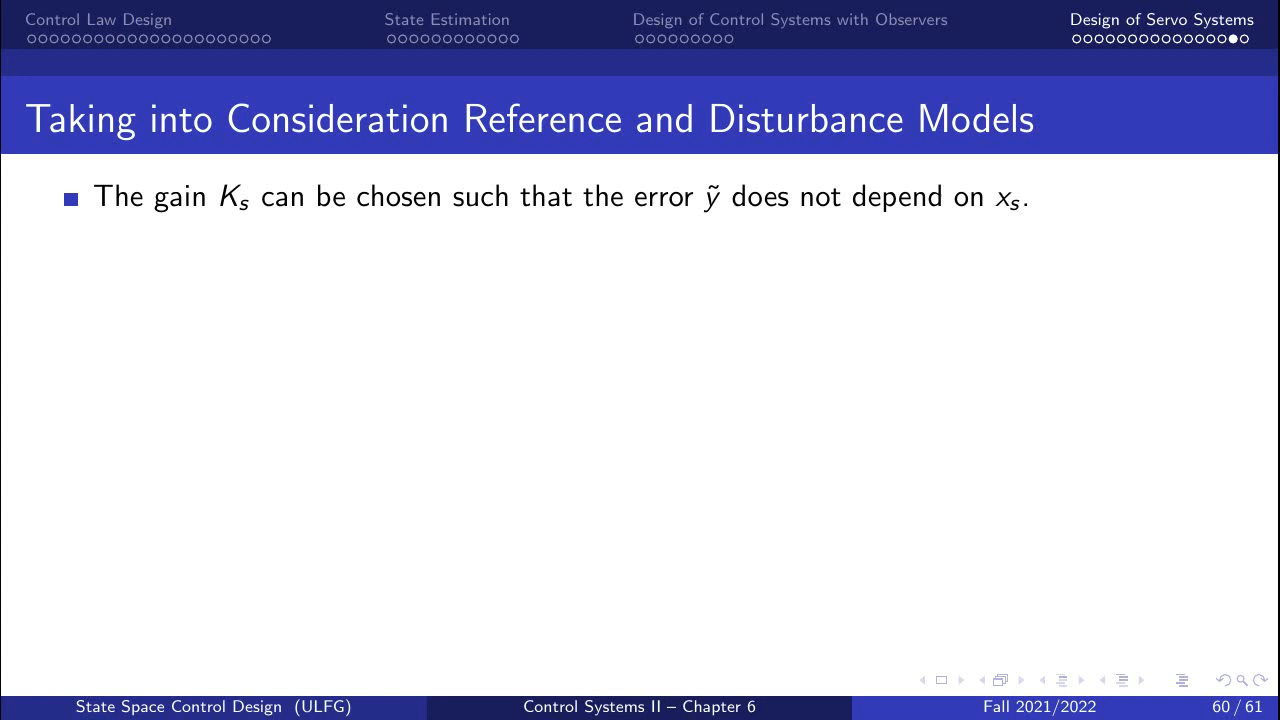 Control Law Design
State Estimation
Design of Control Systems with Observers
Design of Servo Systems
Taking into Consideration Reference and Disturbance Models
The gain Kₛ can be chosen such that the error ỹ does not depend on xₛ.
State Space Control Design (ULFG)
Control Systems II – Chapter 6
Fall 2021/2022
60 / 61